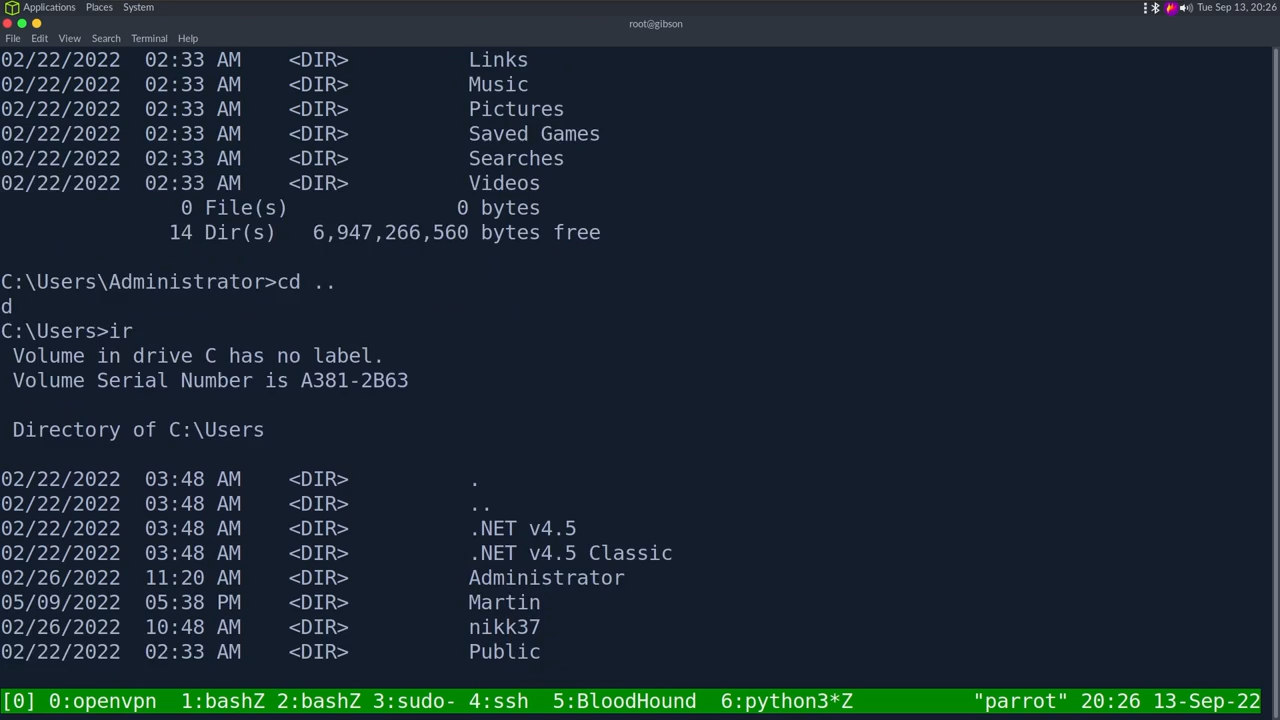 Applications Places System Tue Sep 13, 20:26
root@gibson
File Edit View Search Terminal Help
02/22/2022  02:33 AM    <DIR>          Links
02/22/2022  02:33 AM    <DIR>          Music
02/22/2022  02:33 AM    <DIR>          Pictures
02/22/2022  02:33 AM    <DIR>          Saved Games
02/22/2022  02:33 AM    <DIR>          Searches
02/22/2022  02:33 AM    <DIR>          Videos
               0 File(s)              0 bytes
              14 Dir(s)   6,947,266,560 bytes free
C:\Users\Administrator>cd ..
d
C:\Users>ir
 Volume in drive C has no label.
 Volume Serial Number is A381-2B63
 Directory of C:\Users
02/22/2022  03:48 AM    <DIR>          .
02/22/2022  03:48 AM    <DIR>          ..
02/22/2022  03:48 AM    <DIR>          .NET v4.5
02/22/2022  03:48 AM    <DIR>          .NET v4.5 Classic
02/26/2022  11:20 AM    <DIR>          Administrator
05/09/2022  05:38 PM    <DIR>          Martin
02/26/2022  10:48 AM    <DIR>          nikk37
02/22/2022  02:33 AM    <DIR>          Public
[0] 0:openvpn  1:bashZ 2:bashZ 3:sudo- 4:ssh  5:BloodHound  6:python3*Z          "parrot" 20:26 13-Sep-22